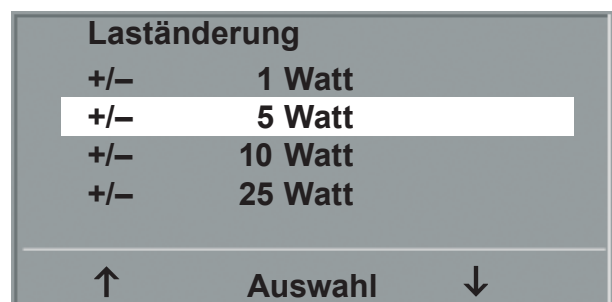 Laständerung
+/– 1 Watt
+/– 5 Watt
+/– 10 Watt
+/– 25 Watt
↑ Auswahl ↓